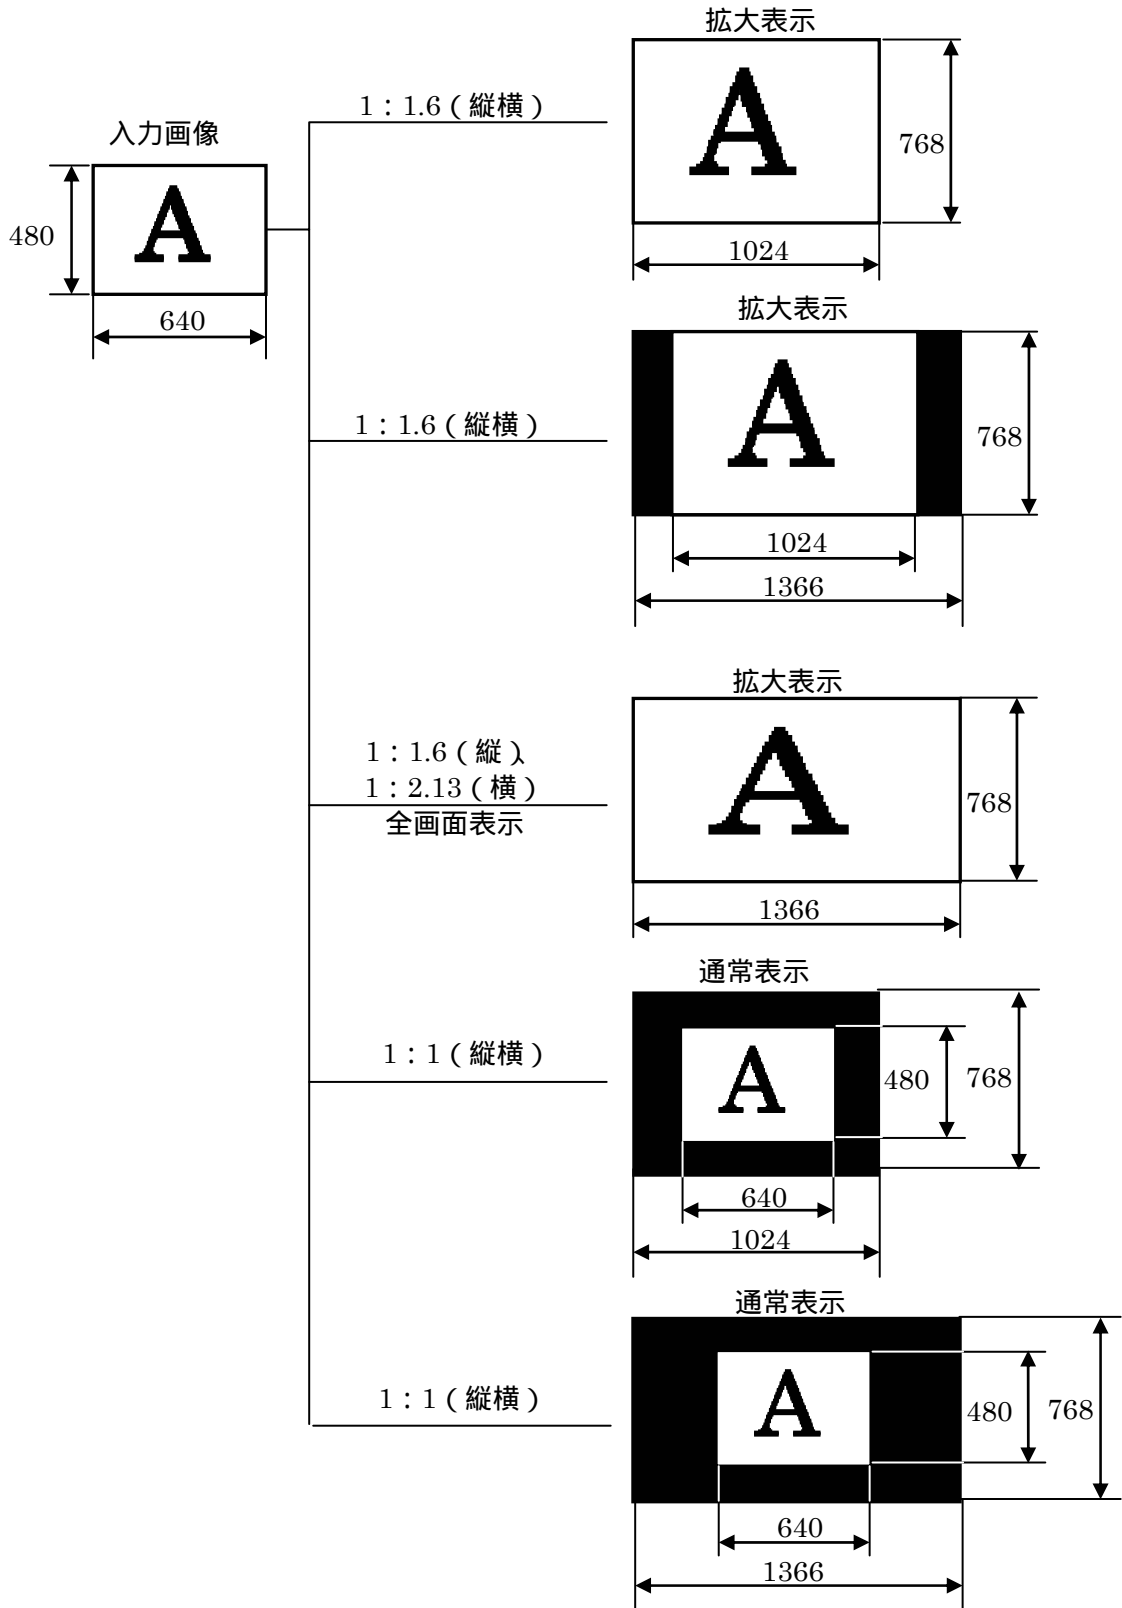 拡大表示
A
768
1024
1 : 1.6 ( 縦横 )
入力画像
A
480
640
拡大表示
A
768
1024
1366
1 : 1.6 ( 縦横 )
拡大表示
A
768
1366
1 : 1.6 ( 縦 )、
1 : 2.13 ( 横 )
全画面表示
通常表示
A
480
768
640
1024
1 : 1 ( 縦横 )
通常表示
A
480
768
640
1366
1 : 1 ( 縦横 )